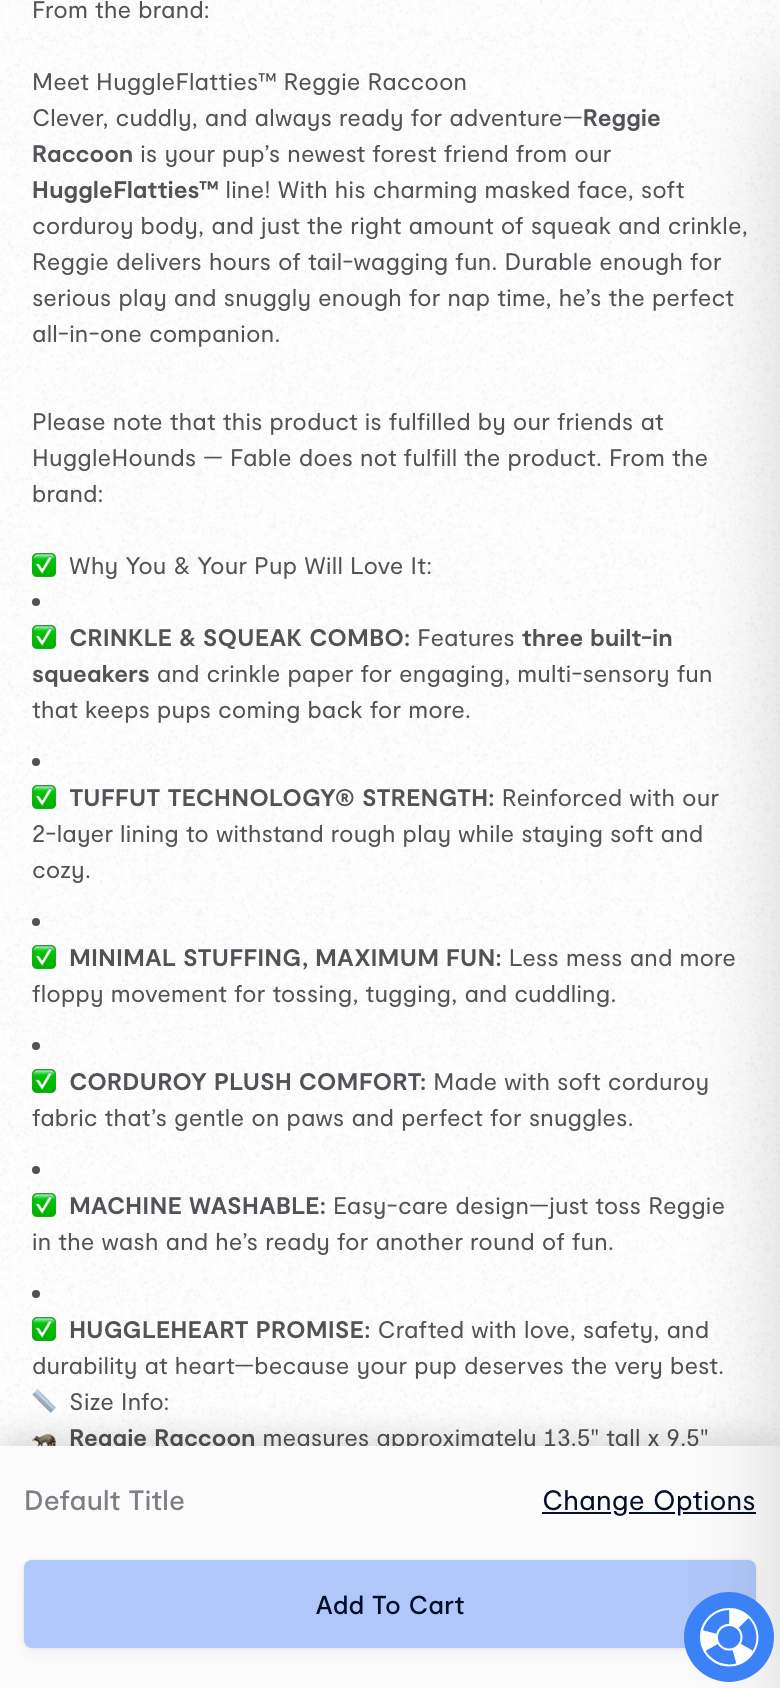 From the brand:
Meet HuggleFlatties™ Reggie Raccoon
Clever, cuddly, and always ready for adventure—Reggie
Raccoon is your pup's newest forest friend from our
HuggleFlatties™ line! With his charming masked face, soft
corduroy body, and just the right amount of squeak and crinkle,
Reggie delivers hours of tail-wagging fun. Durable enough for
serious play and snuggly enough for nap time, he's the perfect
all-in-one companion.
Please note that this product is fulfilled by our friends at
HuggleHounds — Fable does not fulfill the product. From the
brand:
✅ Why You & Your Pup Will Love It:
•
✅ CRINKLE & SQUEAK COMBO: Features three built-in
squeakers and crinkle paper for engaging, multi-sensory fun
that keeps pups coming back for more.
•
✅ TUFFUT TECHNOLOGY® STRENGTH: Reinforced with our
2-layer lining to withstand rough play while staying soft and
cozy.
•
✅ MINIMAL STUFFING, MAXIMUM FUN: Less mess and more
floppy movement for tossing, tugging, and cuddling.
•
✅ CORDUROY PLUSH COMFORT: Made with soft corduroy
fabric that's gentle on paws and perfect for snuggles.
•
✅ MACHINE WASHABLE: Easy-care design—just toss Reggie
in the wash and he's ready for another round of fun.
•
✅ HUGGLEHEART PROMISE: Crafted with love, safety, and
durability at heart—because your pup deserves the very best.
📏 Size Info:
🦝 Reggie Raccoon measures approximately 13.5" tall x 9.5"
Default Title
Change Options
Add To Cart